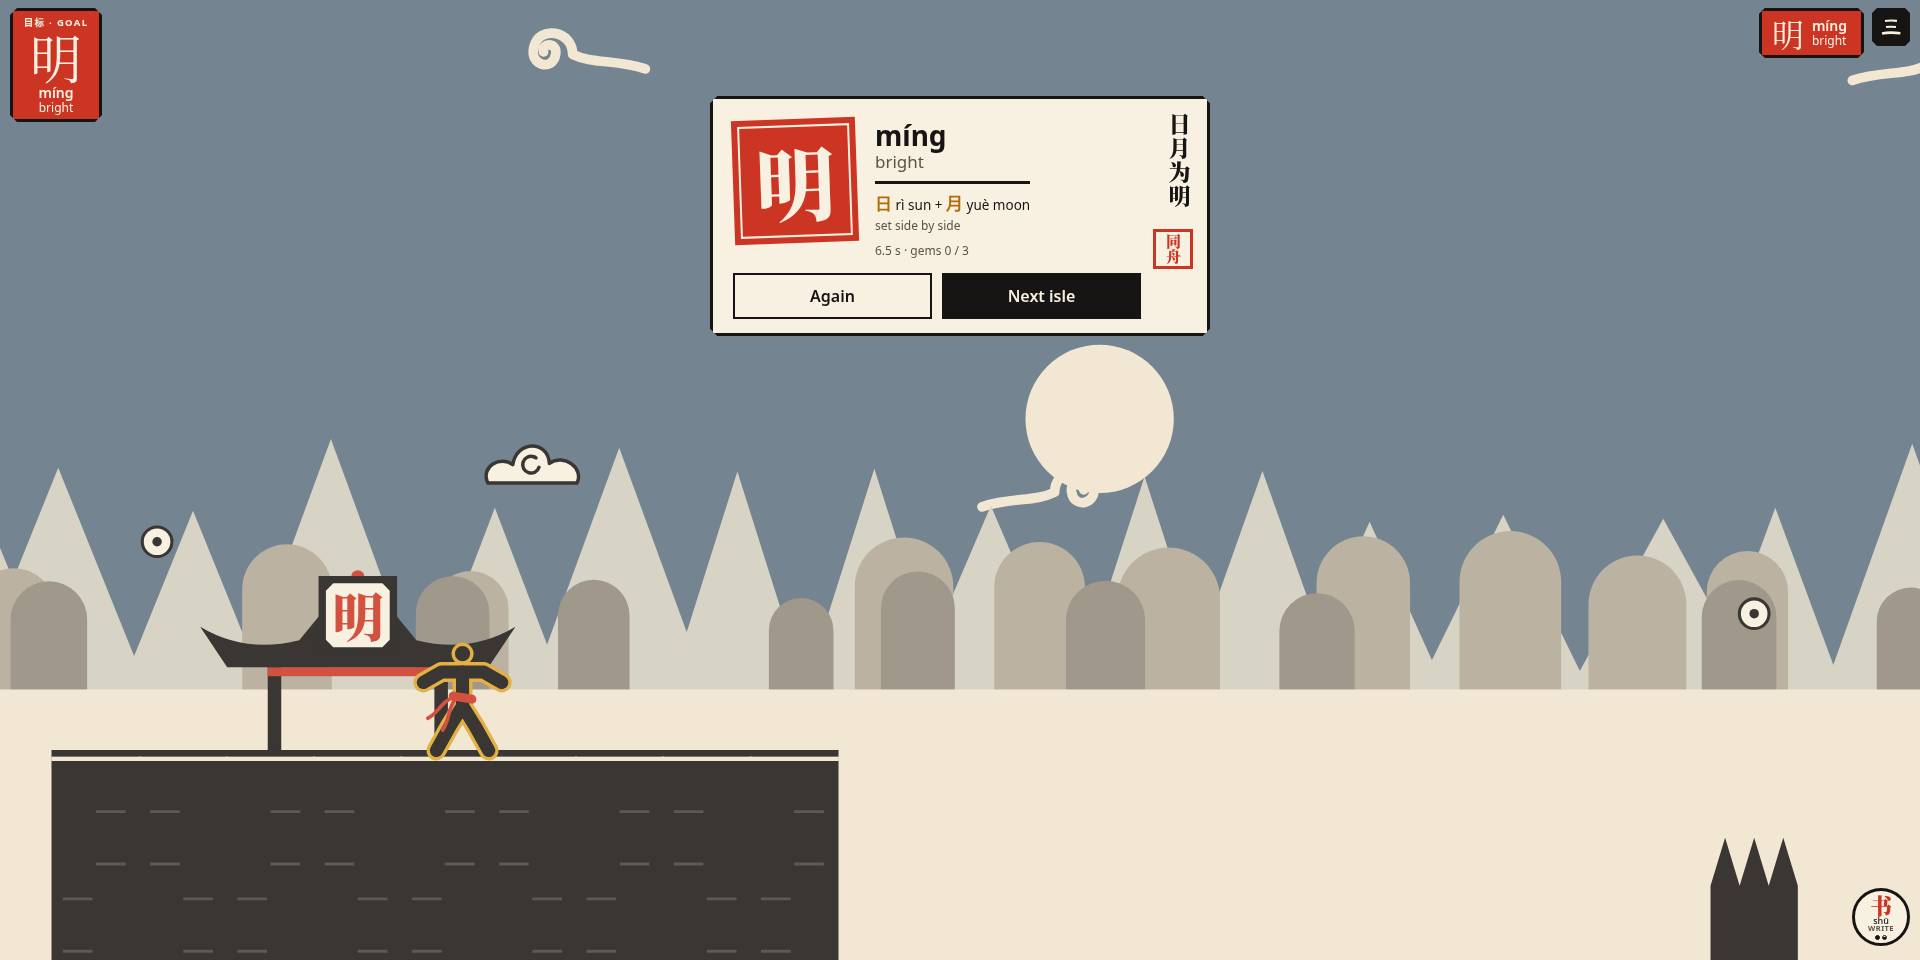 目标 · GOAL
明
míng
bright
明
míng
bright
三
明
míng
bright
日 rì sun + 月 yuè moon
set side by side
6.5 s · gems 0 / 3
日月为明
同舟
Again
Next isle
明
书
shū
WRITE